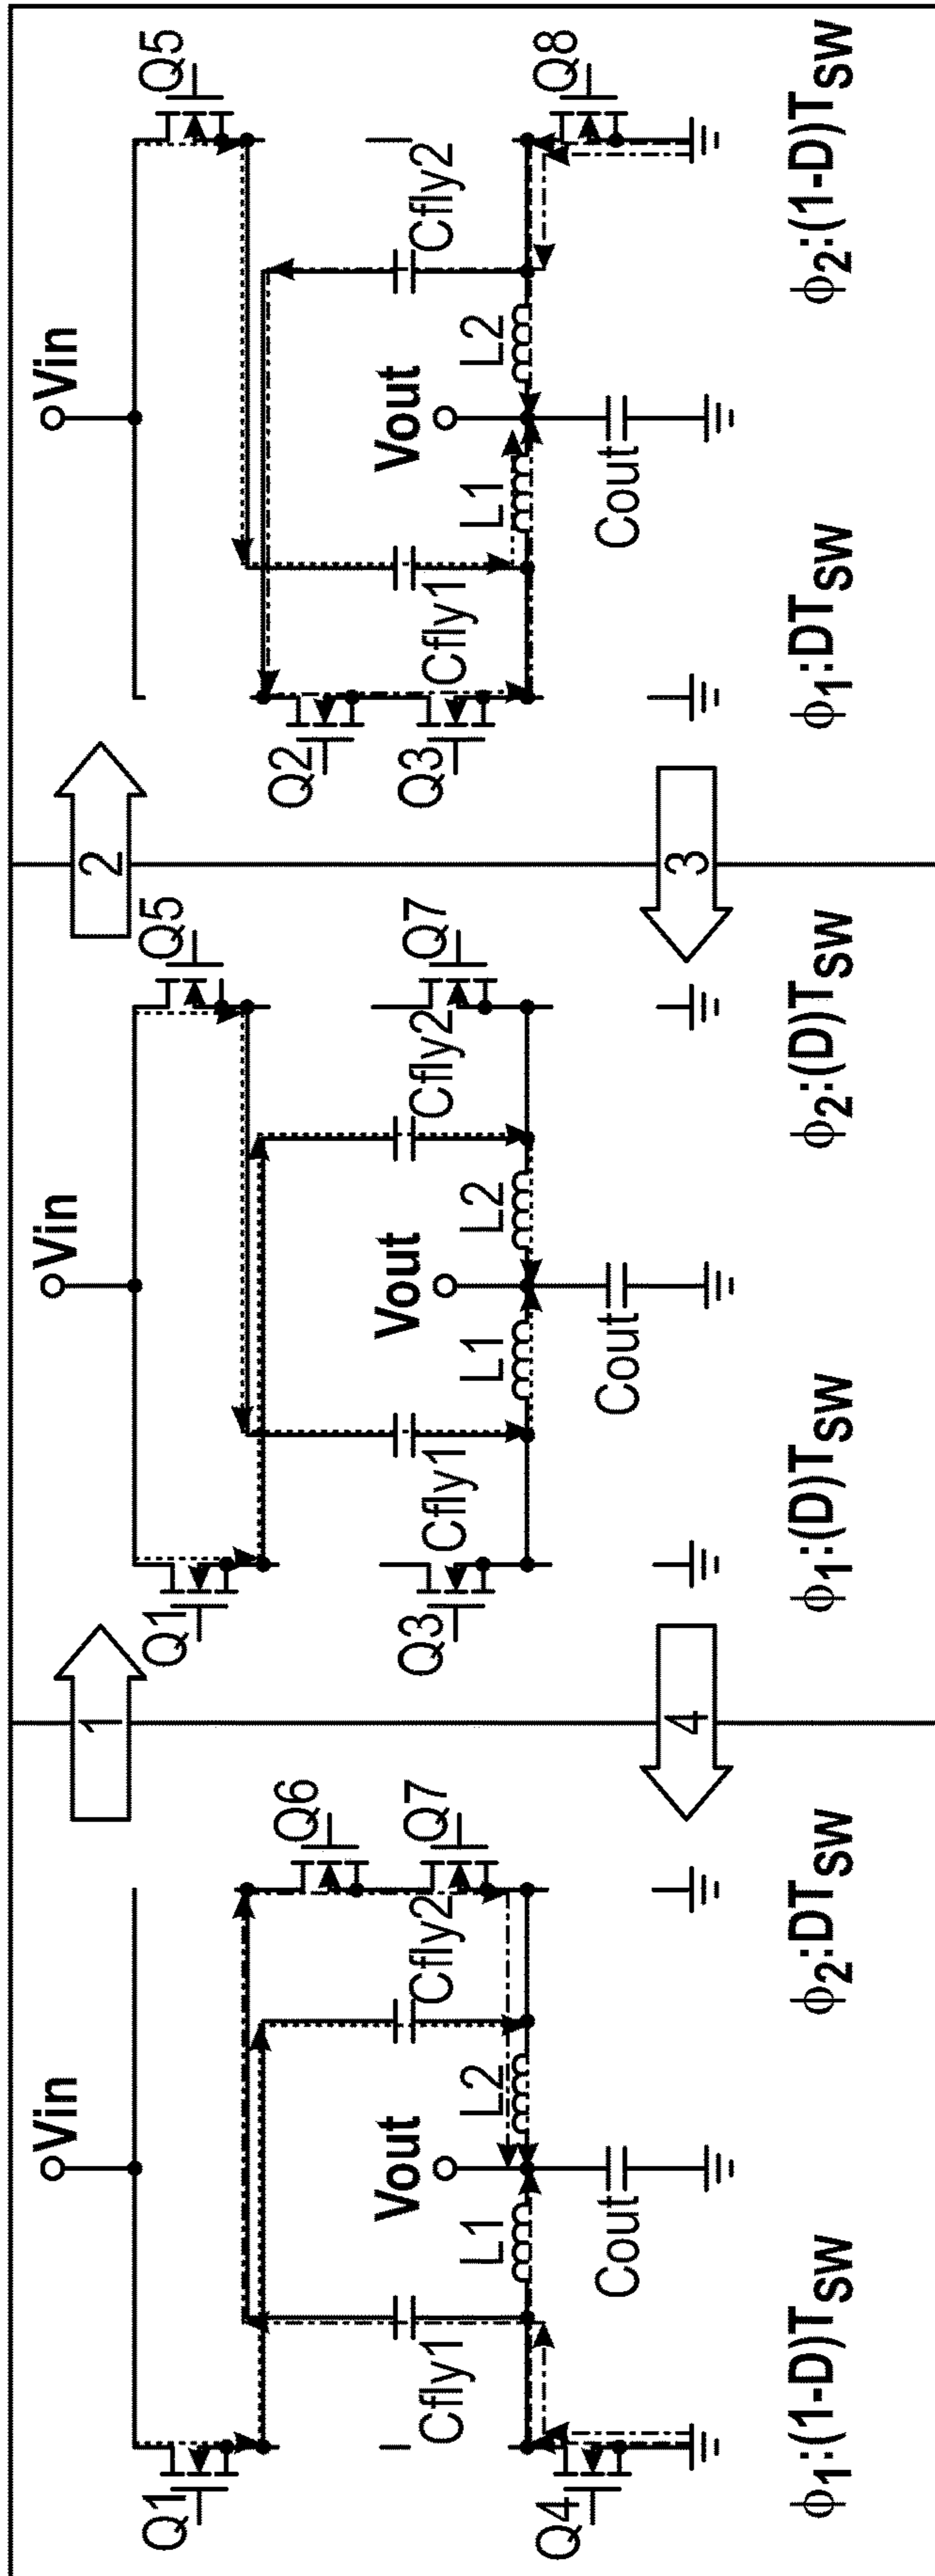 Vin
Q1
Q6
Vout
Q7
Cfly1
L1
L2
Cfly2
Q4
Cout
ϕ1:(1-D)TSW
ϕ2:DTSW
1
4
Vin
Q1
Q5
Vout
Q3
Cfly1
L1
L2
Cfly2
Q7
Cout
ϕ1:(D)TSW
ϕ2:(D)TSW
2
3
Vin
Q5
Q2
Vout
Q3
Cfly1
L1
L2
Cfly2
Q8
Cout
ϕ1:DTSW
ϕ2:(1-D)TSW